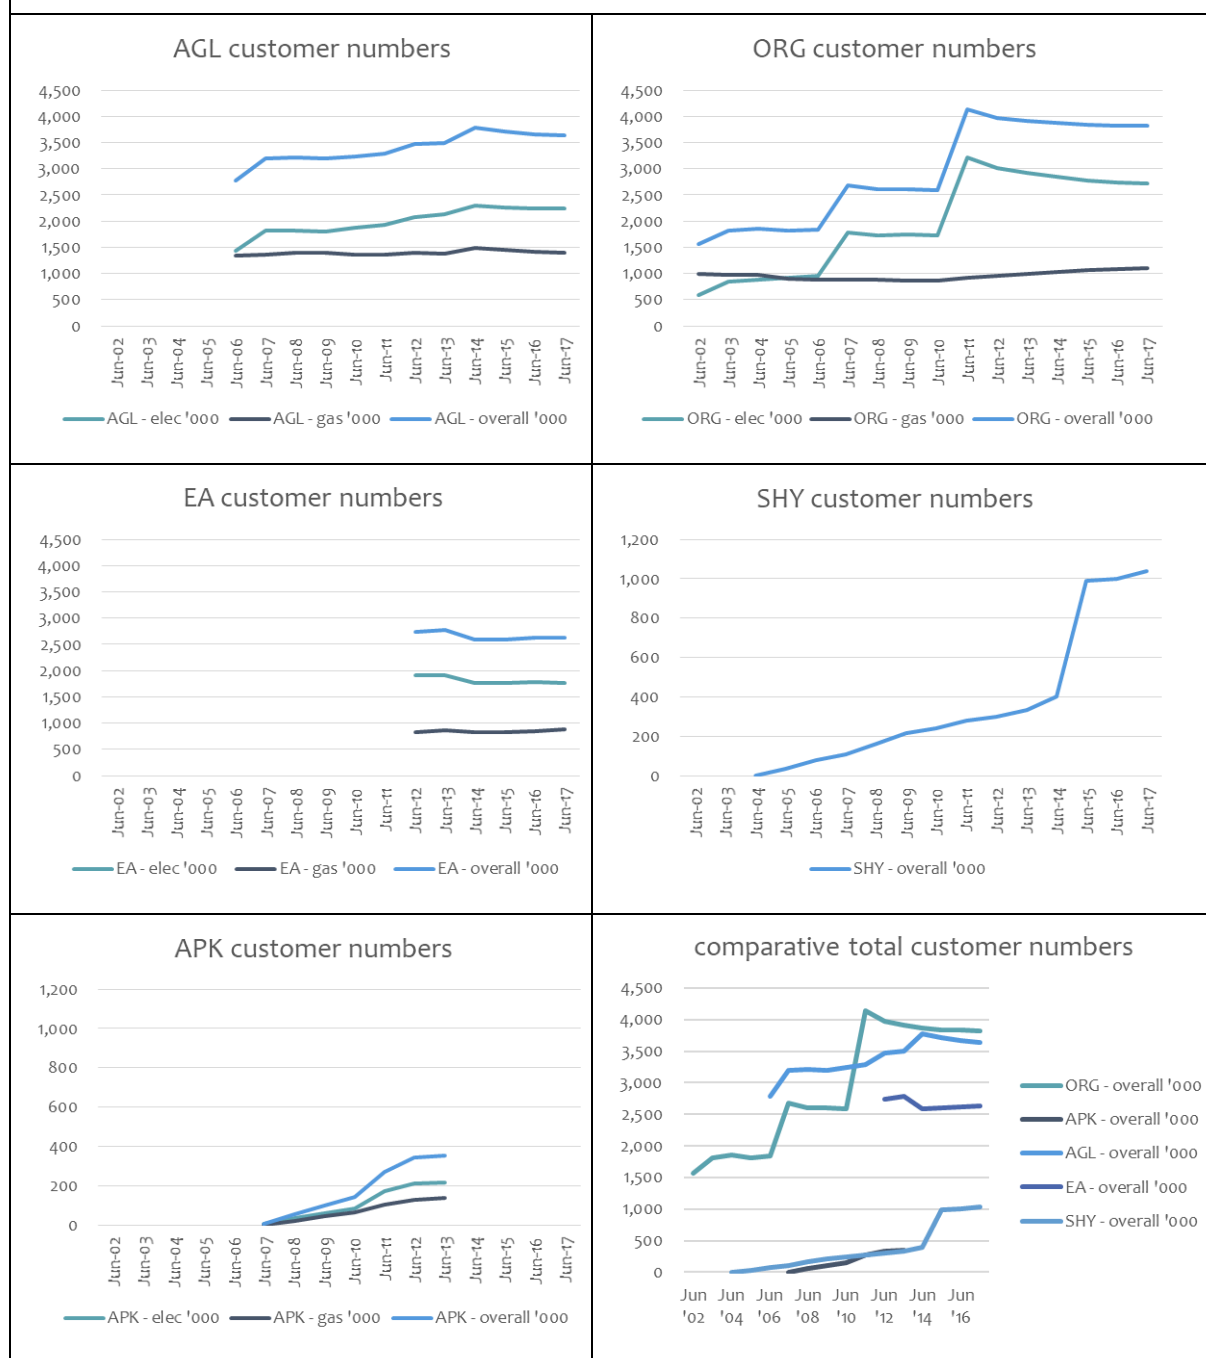 AGL customer numbers
4,500
4,000
3,500
3,000
2,500
2,000
1,500
1,000
500
0
Jun-02 Jun-03 Jun-04 Jun-05 Jun-06 Jun-07 Jun-08 Jun-09 Jun-10 Jun-11 Jun-12 Jun-13 Jun-14 Jun-15 Jun-16 Jun-17
AGL - elec '000 AGL - gas '000 AGL - overall '000
ORG customer numbers
4,500
4,000
3,500
3,000
2,500
2,000
1,500
1,000
500
0
Jun-02 Jun-03 Jun-04 Jun-05 Jun-06 Jun-07 Jun-08 Jun-09 Jun-10 Jun-11 Jun-12 Jun-13 Jun-14 Jun-15 Jun-16 Jun-17
ORG - elec '000 ORG - gas '000 ORG - overall '000
EA customer numbers
4,500
4,000
3,500
3,000
2,500
2,000
1,500
1,000
500
0
Jun-02 Jun-03 Jun-04 Jun-05 Jun-06 Jun-07 Jun-08 Jun-09 Jun-10 Jun-11 Jun-12 Jun-13 Jun-14 Jun-15 Jun-16 Jun-17
EA - elec '000 EA - gas '000 EA - overall '000
SHY customer numbers
1,200
1,000
800
600
400
200
0
Jun-02 Jun-03 Jun-04 Jun-05 Jun-06 Jun-07 Jun-08 Jun-09 Jun-10 Jun-11 Jun-12 Jun-13 Jun-14 Jun-15 Jun-16 Jun-17
SHY - overall '000
APK customer numbers
1,200
1,000
800
600
400
200
0
Jun-02 Jun-03 Jun-04 Jun-05 Jun-06 Jun-07 Jun-08 Jun-09 Jun-10 Jun-11 Jun-12 Jun-13 Jun-14 Jun-15 Jun-16 Jun-17
APK - elec '000 APK - gas '000 APK - overall '000
comparative total customer numbers
4,500
4,000
3,500
3,000
2,500
2,000
1,500
1,000
500
0
Jun Jun Jun Jun Jun Jun Jun Jun
'02 '04 '06 '08 '10 '12 '14 '16
ORG - overall '000
APK - overall '000
AGL - overall '000
EA - overall '000
SHY - overall '000